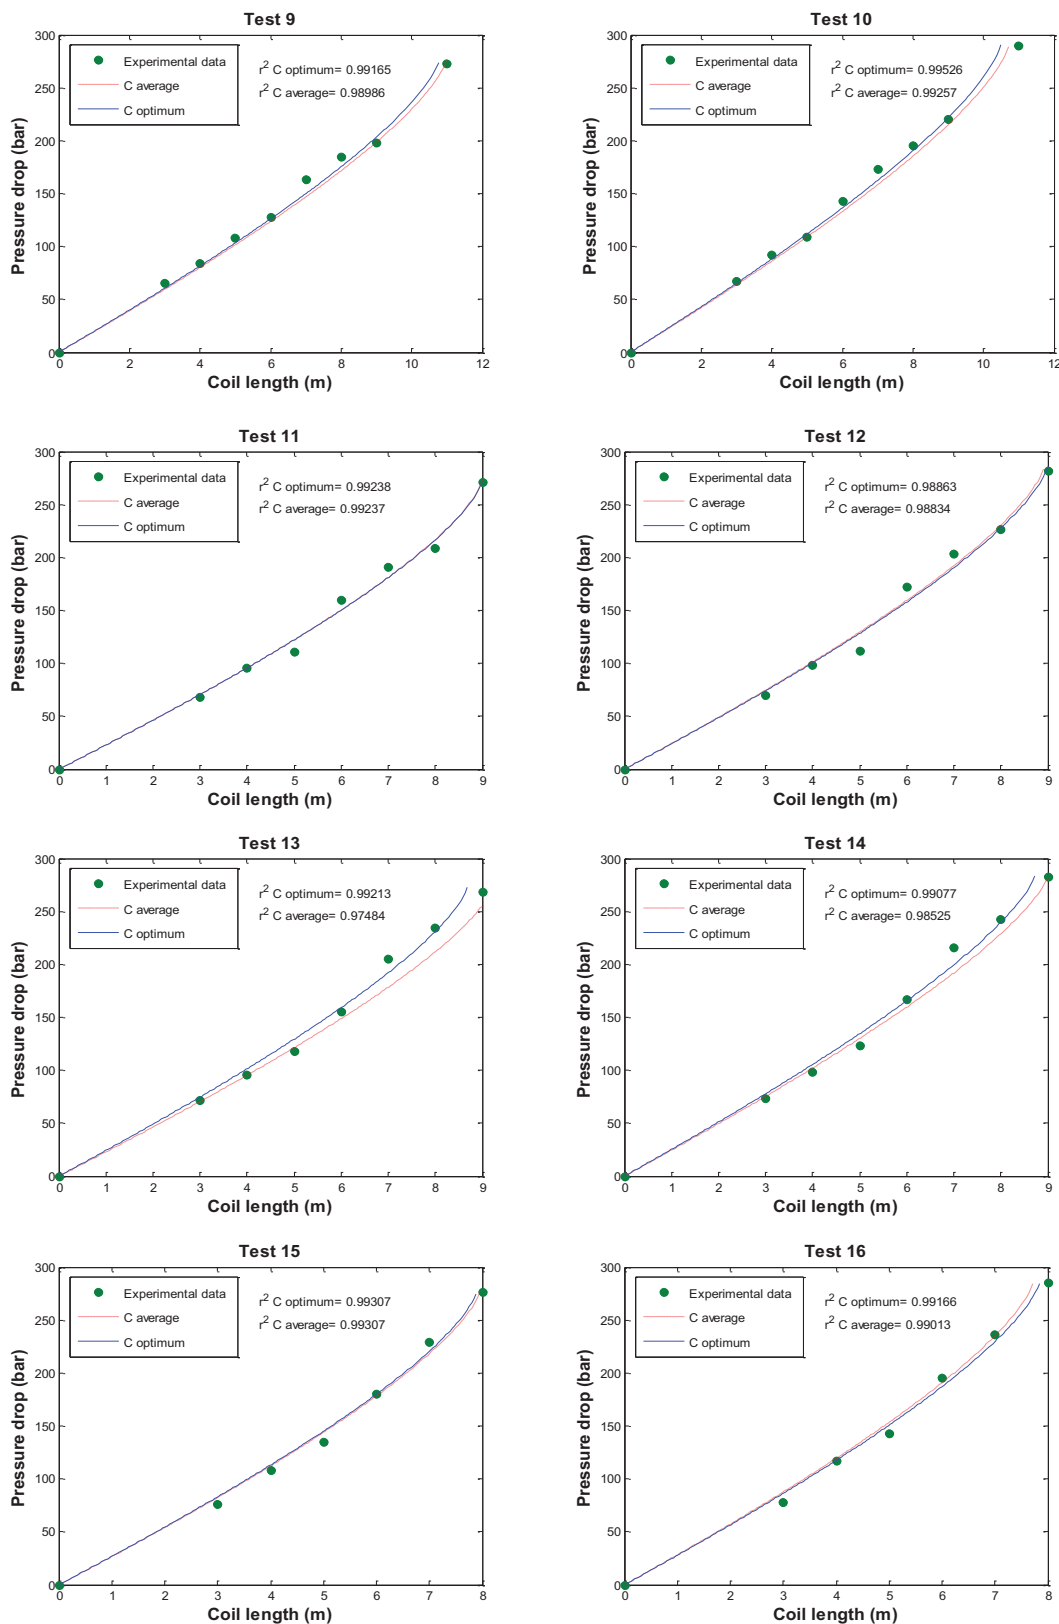 Test 9
300
250
200
150
100
50
0
Pressure drop (bar)
Experimental data
C average
C optimum
r² C optimum= 0.99165
r² C average= 0.98986
0 2 4 6 8 10 12
Coil length (m)
Test 10
300
250
200
150
100
50
0
Pressure drop (bar)
Experimental data
C average
C optimum
r² C optimum= 0.99526
r² C average= 0.99257
0 2 4 6 8 10 12
Coil length (m)
Test 11
300
250
200
150
100
50
0
Pressure drop (bar)
Experimental data
C average
C optimum
r² C optimum= 0.99238
r² C average= 0.99237
0 1 2 3 4 5 6 7 8 9
Coil length (m)
Test 12
300
250
200
150
100
50
0
Pressure drop (bar)
Experimental data
C average
C optimum
r² C optimum= 0.98863
r² C average= 0.98834
0 1 2 3 4 5 6 7 8 9
Coil length (m)
Test 13
300
250
200
150
100
50
0
Pressure drop (bar)
Experimental data
C average
C optimum
r² C optimum= 0.99213
r² C average= 0.97484
0 1 2 3 4 5 6 7 8 9
Coil length (m)
Test 14
300
250
200
150
100
50
0
Pressure drop (bar)
Experimental data
C average
C optimum
r² C optimum= 0.99077
r² C average= 0.98525
0 1 2 3 4 5 6 7 8 9
Coil length (m)
Test 15
300
250
200
150
100
50
0
Pressure drop (bar)
Experimental data
C average
C optimum
r² C optimum= 0.99307
r² C average= 0.99307
0 1 2 3 4 5 6 7 8
Coil length (m)
Test 16
300
250
200
150
100
50
0
Pressure drop (bar)
Experimental data
C average
C optimum
r² C optimum= 0.99166
r² C average= 0.99013
0 1 2 3 4 5 6 7 8
Coil length (m)